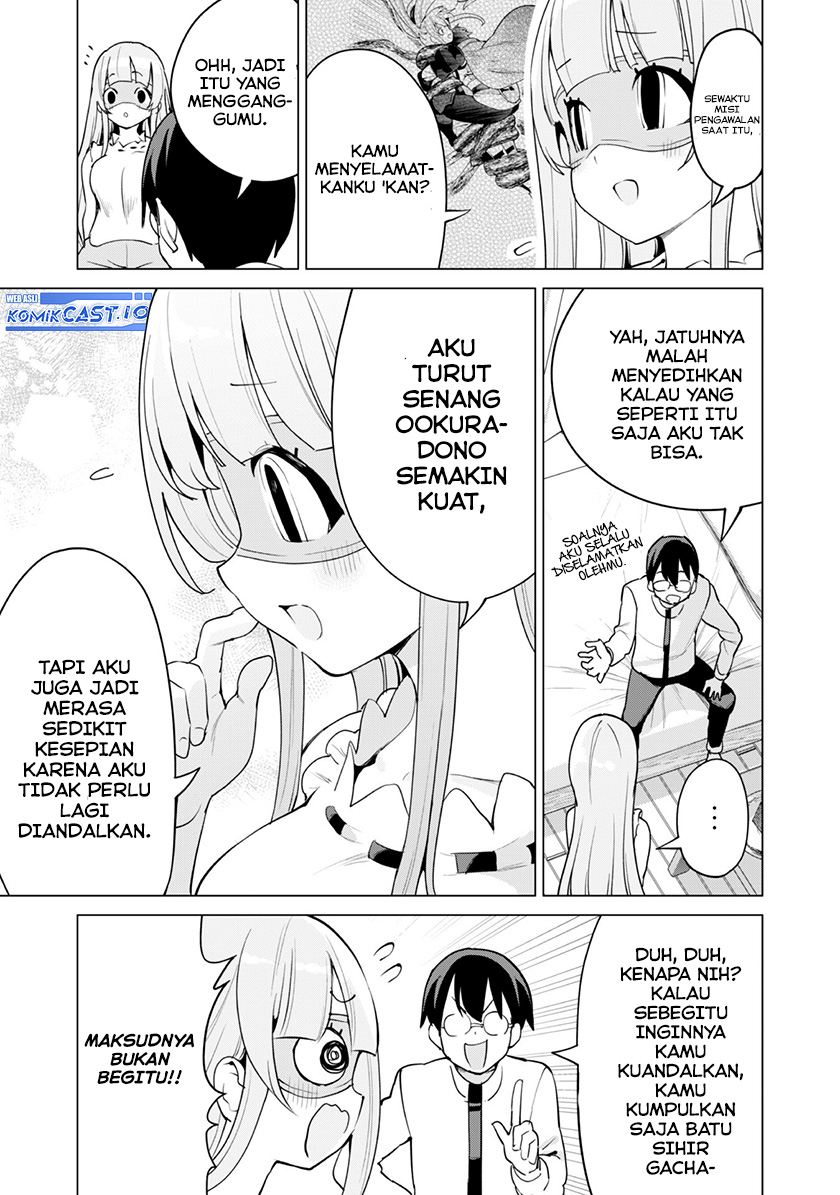 SEWAKTU
MISI
PENGAWALAN
SAAT ITU,
KAMU
MENYELAMAT-
KANKU 'KAN?
OHH, JADI
ITU YANG
MENGGANG-
GUMU.
YAH, JATUHNYA
MALAH
MENYEDIHKAN
KALAU YANG
SEPERTI ITU
SAJA AKU TAK
BISA.
SOALNYA
AKU SELALU
DISELAMATKAN
OLEHMU.
...
WEB ASLI
KOMIKCAST.IO
AKU
TURUT
SENANG
OOKURA-
DONO
SEMAKIN
KUAT,
TAPI AKU
JUGA JADI
MERASA
SEDIKIT
KESEPIAN
KARENA AKU
TIDAK PERLU
LAGI
DIANDALKAN.
DUH, DUH,
KENAPA NIH?
KALAU
SEBEGITU
INGINNYA
KAMU
KUANDALKAN,
KAMU
KUMPULKAN
SAJA BATU
SIHIR
GACHA-
MAKSUDNYA
BUKAN
BEGITU!!